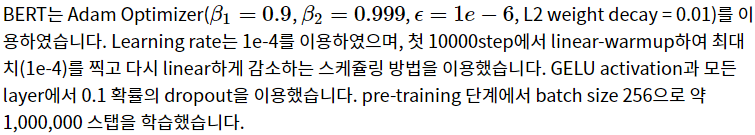 BERT는 Adam Optimizer(β₁ = 0.9, β₂ = 0.999, ϵ = 1e − 6, L2 weight decay = 0.01)를 이
용하였습니다. Learning rate는 1e-4를 이용하였으며, 첫 10000step에서 linear-warmup하여 최대
치(1e-4)를 찍고 다시 linear하게 감소하는 스케쥴링 방법을 이용했습니다. GELU activation과 모든
layer에서 0.1 확률의 dropout을 이용했습니다. pre-training 단계에서 batch size 256으로 약
1,000,000 스탭을 학습했습니다.